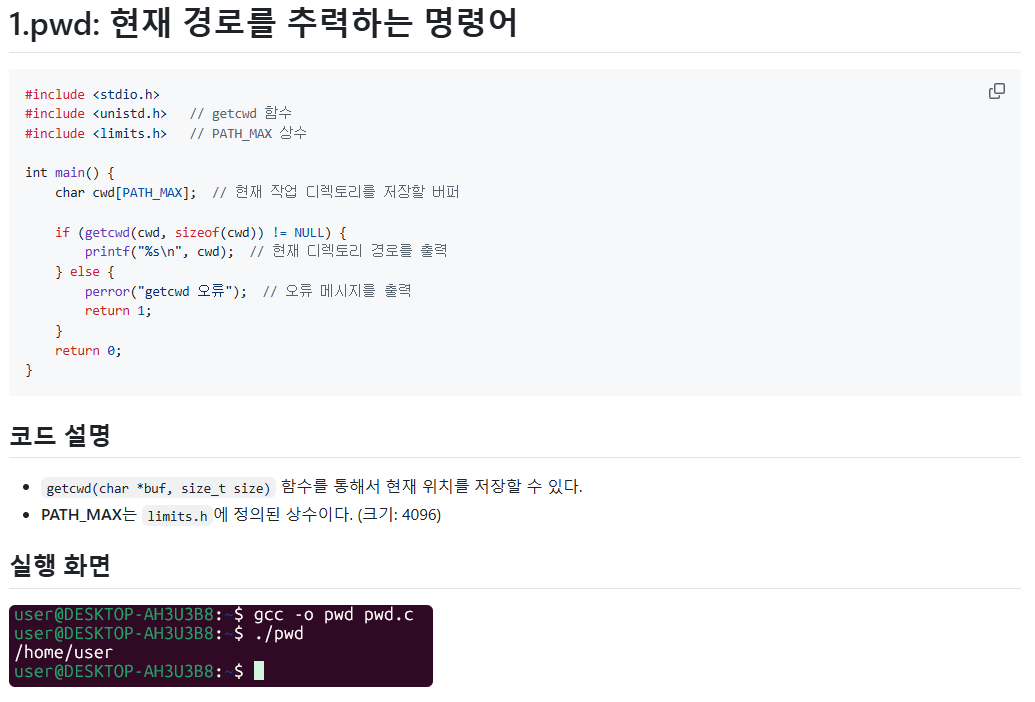 1.pwd: 현재 경로를 추력하는 명령어
#include <stdio.h>
#include <unistd.h>   // getcwd 함수
#include <limits.h>   // PATH_MAX 상수
int main() {
    char cwd[PATH_MAX];  // 현재 작업 디렉토리를 저장할 버퍼
    if (getcwd(cwd, sizeof(cwd)) != NULL) {
        printf("%s\n", cwd);  // 현재 디렉토리 경로를 출력
    } else {
        perror("getcwd 오류");  // 오류 메시지를 출력
        return 1;
    }
    return 0;
}
코드 설명
getcwd(char *buf, size_t size) 함수를 통해서 현재 위치를 저장할 수 있다.
PATH_MAX는 limits.h 에 정의된 상수이다. (크기: 4096)
실행 화면
user@DESKTOP-AH3U3B8:~$ gcc -o pwd pwd.c
user@DESKTOP-AH3U3B8:~$ ./pwd
/home/user
user@DESKTOP-AH3U3B8:~$